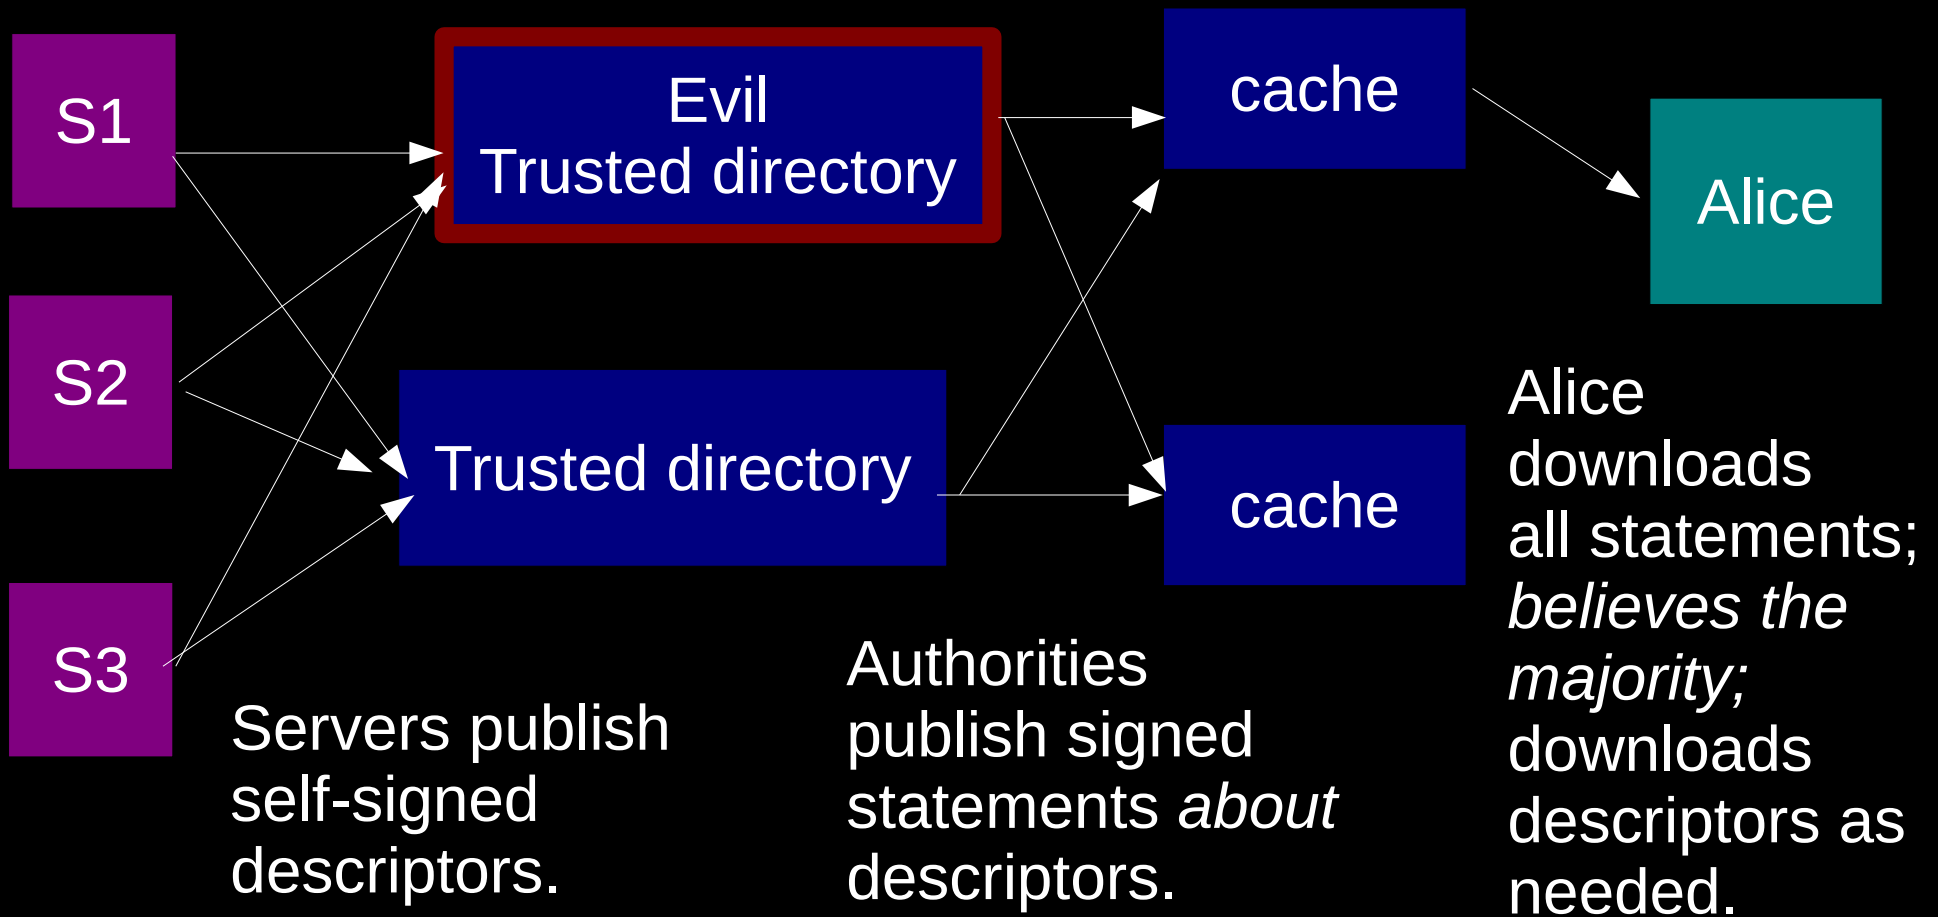 S1
Evil
Trusted directory
cache
Alice
S2
Trusted directory
cache
S3
Servers publish
self-signed
descriptors.
Authorities
publish signed
statements about
descriptors.
Alice
downloads
all statements;
believes the
majority;
downloads
descriptors as
needed.